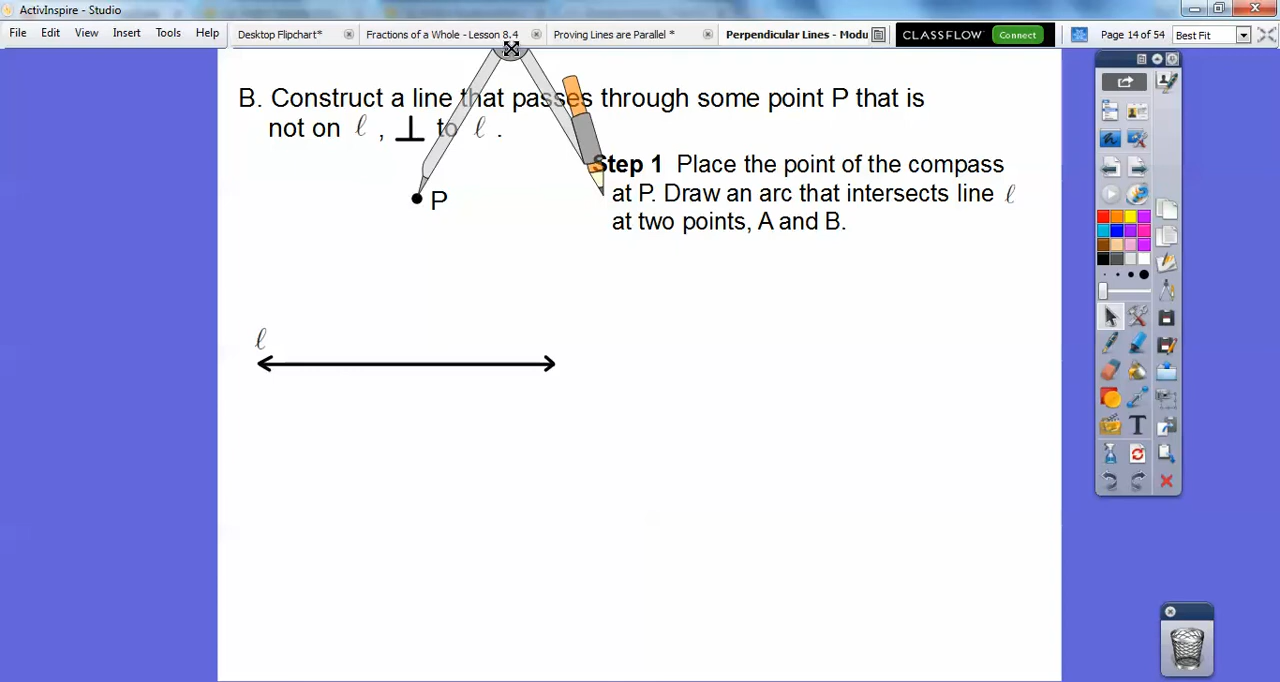 ActivInspire - Studio
File Edit View Insert Tools Help
Desktop Flipchart*
Fractions of a Whole - Lesson 8.4
Proving Lines are Parallel *
Perpendicular Lines - Modu
CLASSFLOW Connect
Page 14 of 54
Best Fit
B. Construct a line that passes through some point P that is
not on ℓ , ⊥ to ℓ .
Step 1 Place the point of the compass
at P. Draw an arc that intersects line ℓ
at two points, A and B.
P
ℓ
T